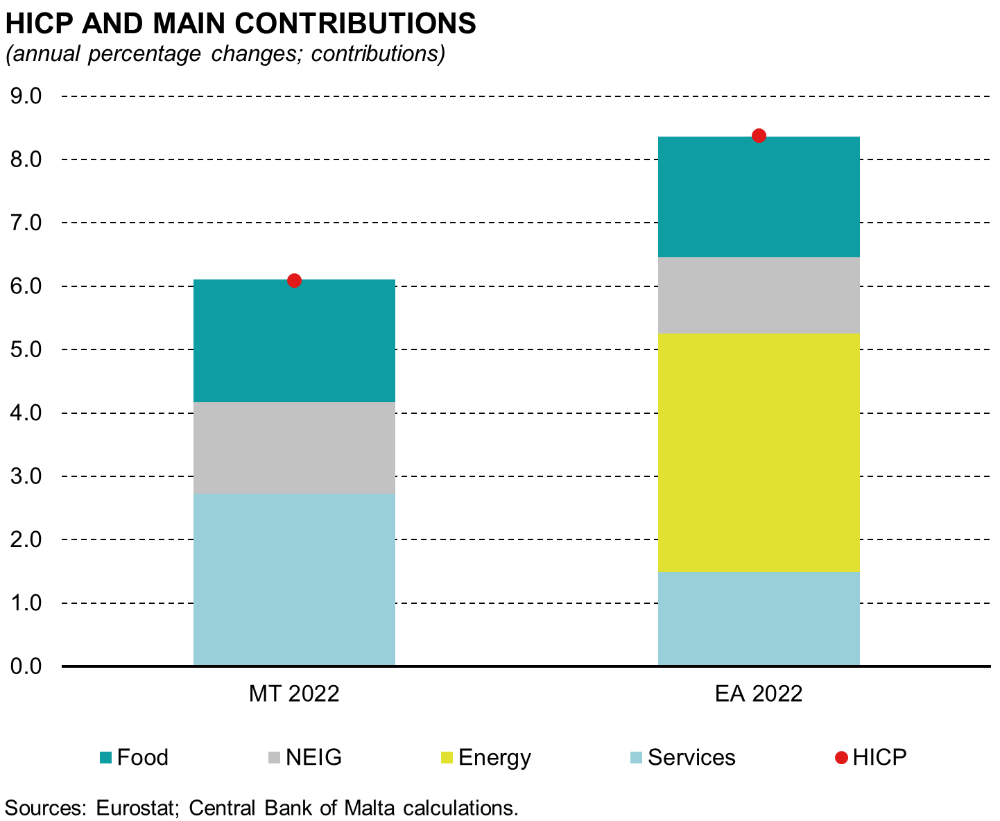 HICP AND MAIN CONTRIBUTIONS
(annual percentage changes; contributions)
9.0
8.0
7.0
6.0
5.0
4.0
3.0
2.0
1.0
0.0
MT 2022 EA 2022
Food NEIG Energy Services HICP
Sources: Eurostat; Central Bank of Malta calculations.